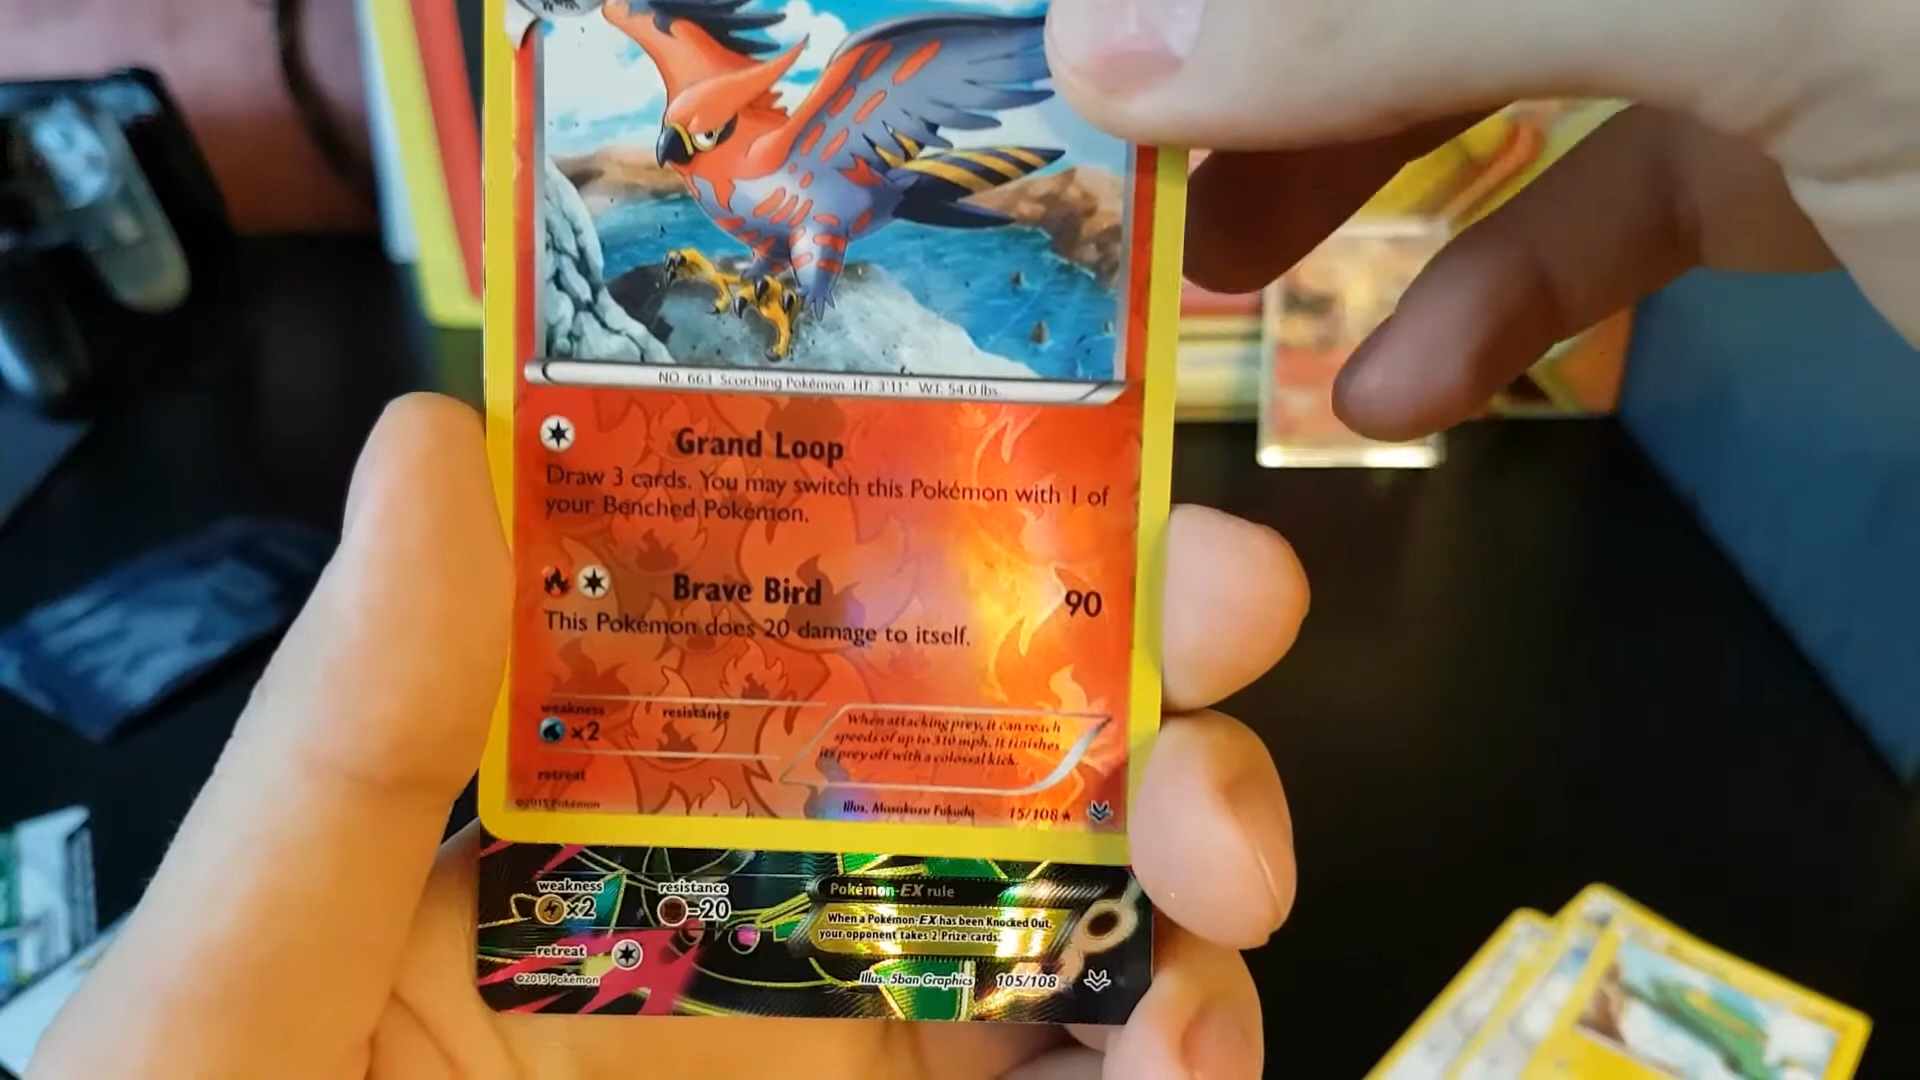 NO. 663 Scorching Pokémon HT: 3'11" WT: 54.0 lbs.
Grand Loop
Draw 3 cards. You may switch this Pokémon with 1 of
your Benched Pokémon.
Brave Bird 90
This Pokémon does 20 damage to itself.
weakness resistance
×2
When attacking prey, it can reach
speeds of up to 310 mph. It finishes
its prey off with a colossal kick.
retreat
©2015 Pokémon Illus. Masakazu Fukuda 15/108 ★
weakness resistance Pokémon-EX rule
×2 -20
When a Pokémon-EX has been Knocked Out,
your opponent takes 2 Prize cards.
retreat
©2015 Pokémon Illus. 5ban Graphics 105/108